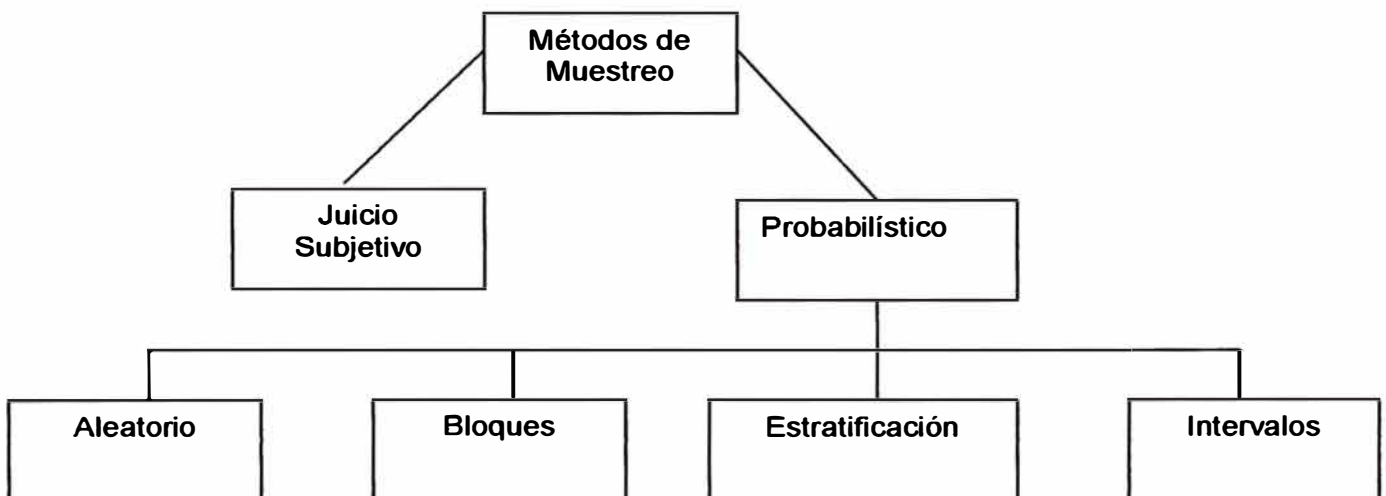 Métodos de
Muestreo
Juicio
Subjetivo
Probabilístico
Aleatorio
Bloques
Estratificación
Intervalos